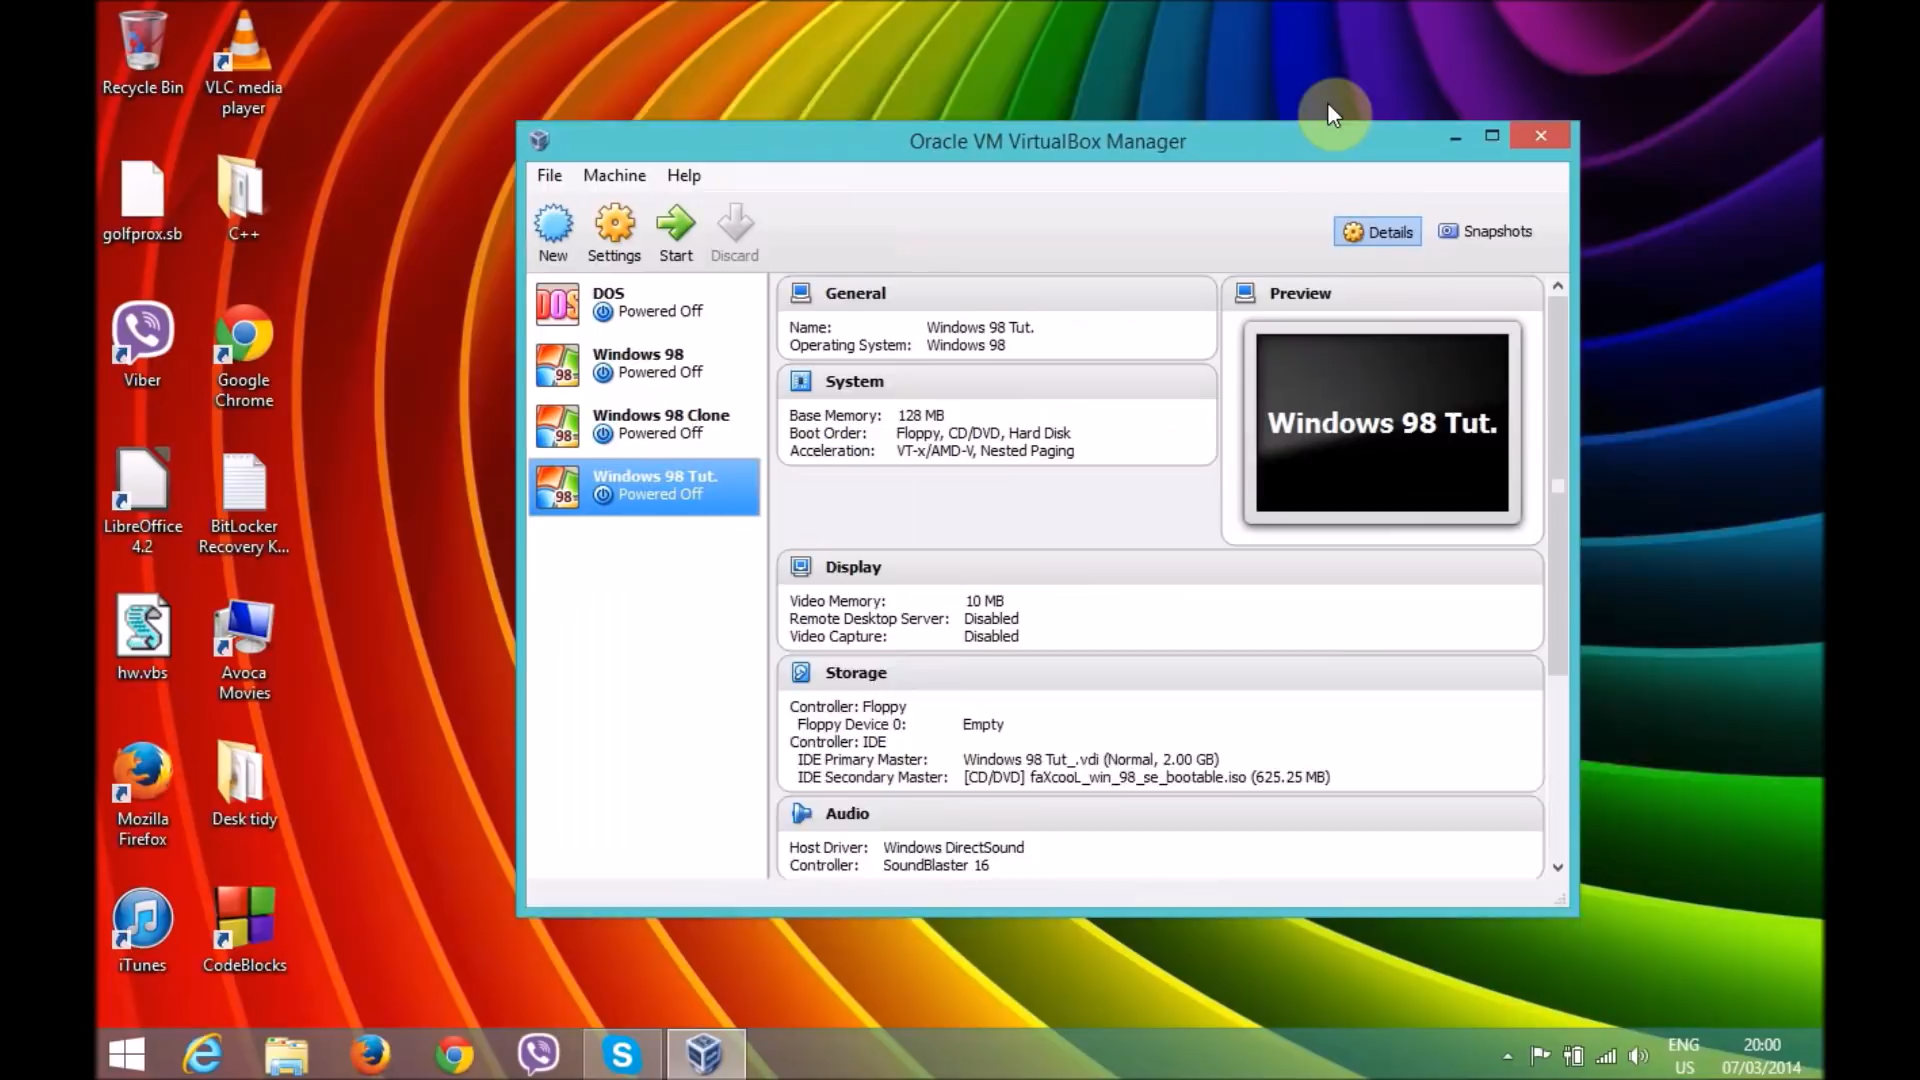 Recycle Bin
VLC media
player
golfprox.sb
C++
Viber
Google
Chrome
LibreOffice
4.2
BitLocker
Recovery K...
hw.vbs
Avoca
Movies
Mozilla
Firefox
Desk tidy
iTunes
CodeBlocks
Oracle VM VirtualBox Manager
File Machine Help
New Settings Start Discard
Details Snapshots
DOS
Powered Off
98
Windows 98
Powered Off
98
Windows 98 Clone
Powered Off
98
Windows 98 Tut.
Powered Off
General
Name: Windows 98 Tut.
Operating System: Windows 98
System
Base Memory: 128 MB
Boot Order: Floppy, CD/DVD, Hard Disk
Acceleration: VT-x/AMD-V, Nested Paging
Preview
Windows 98 Tut.
Display
Video Memory: 10 MB
Remote Desktop Server: Disabled
Video Capture: Disabled
Storage
Controller: Floppy
Floppy Device 0: Empty
Controller: IDE
IDE Primary Master: Windows 98 Tut_.vdi (Normal, 2.00 GB)
IDE Secondary Master: [CD/DVD] faXcooL_win_98_se_bootable.iso (625.25 MB)
Audio
Host Driver: Windows DirectSound
Controller: SoundBlaster 16
ENG
US
20:00
07/03/2014